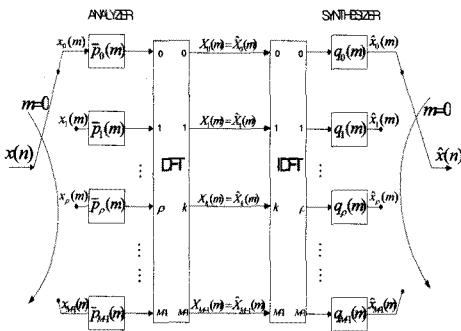 ANALYZER SYNTHESIZER
x₀(m) p̄₀(m) 0 0 X₀(m)=X̂₀(m) 0 0 q₀(m) x̂₀(m)
m=0 m=0
x₁(m) p̄₁(m) 1 1 X₁(m)=X̂₁(m) 1 1 q₁(m) x̂₁(m)
x(n) DFT IDFT x̂(n)
x_ρ(m) p̄_ρ(m) ρ k X_k(m)=X̂_k(m) k ρ q_ρ(m) x̂_ρ(m)
x_{M-1}(m) p̄_{M-1}(m) M-1 M-1 X_{M-1}(m)=X̂_{M-1}(m) M-1 M-1 q_{M-1}(m) x̂_{M-1}(m)